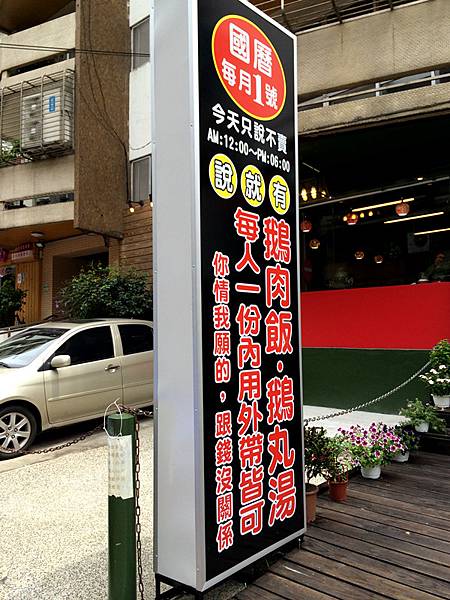 國曆
每月1號
今天只說不賣
AM:12:00~PM:06:00
說就有
鵝肉飯·鵝丸湯
每人一份內用外帶皆可
你情我願的，跟錢沒關係